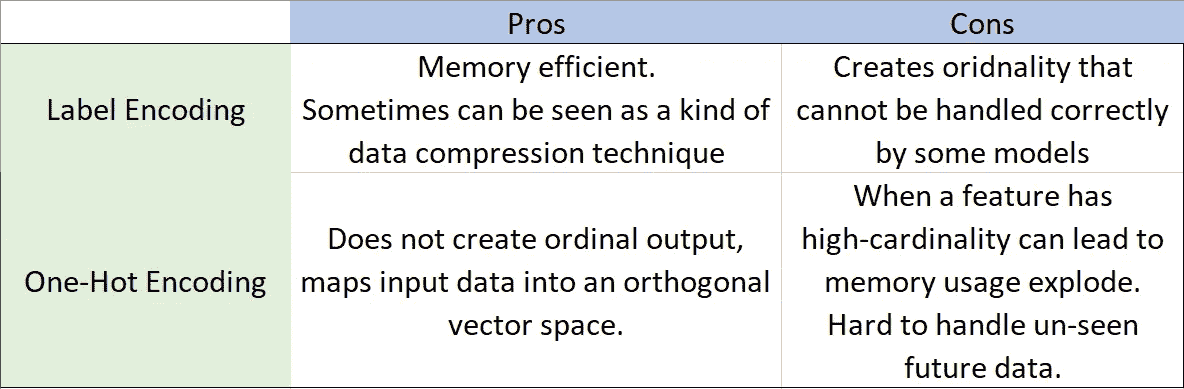 Pros
Cons
Label Encoding
Memory efficient.
Sometimes can be seen as a kind of
data compression technique
Creates oridnality that
cannot be handled correctly
by some models
One-Hot Encoding
Does not create ordinal output,
maps input data into an orthogonal
vector space.
When a feature has
high-cardinality can lead to
memory usage explode.
Hard to handle un-seen
future data.